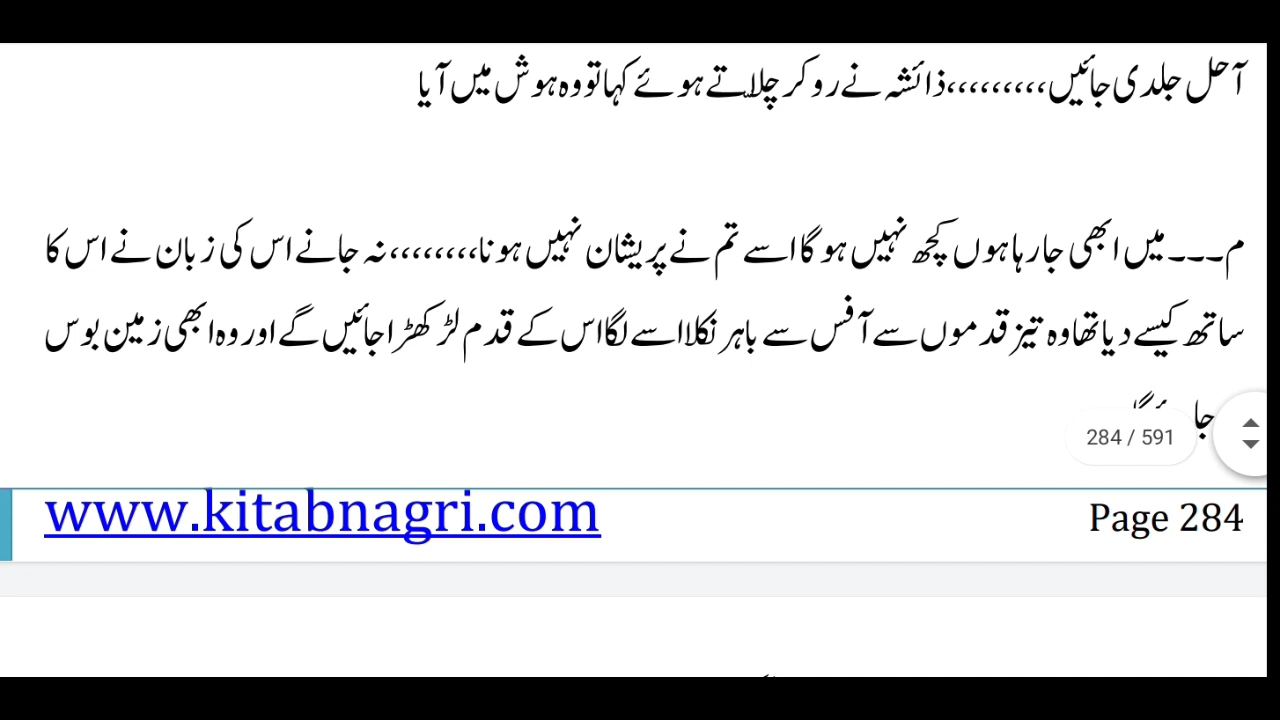 آحل جلدی جائیں،،،،،،،،،ذائشہ نے رو کر چلاتے ہوئے کہا تو وہ ہوش میں آیا
م۔۔۔میں ابھی جا رہا ہوں کچھ نہیں ہو گا اسے تم نے پریشان نہیں ہونا،،،،،،،،نہ جانے اس کی زبان نے اس کا
ساتھ کیسے دیا تھا وہ تیز قدموں سے آفس سے باہر نکلا اسے لگا اس کے قدم لڑکھڑا جائیں گے اور وہ ابھی زمین بوس
284 / 591
www.kitabnagri.com
Page 284